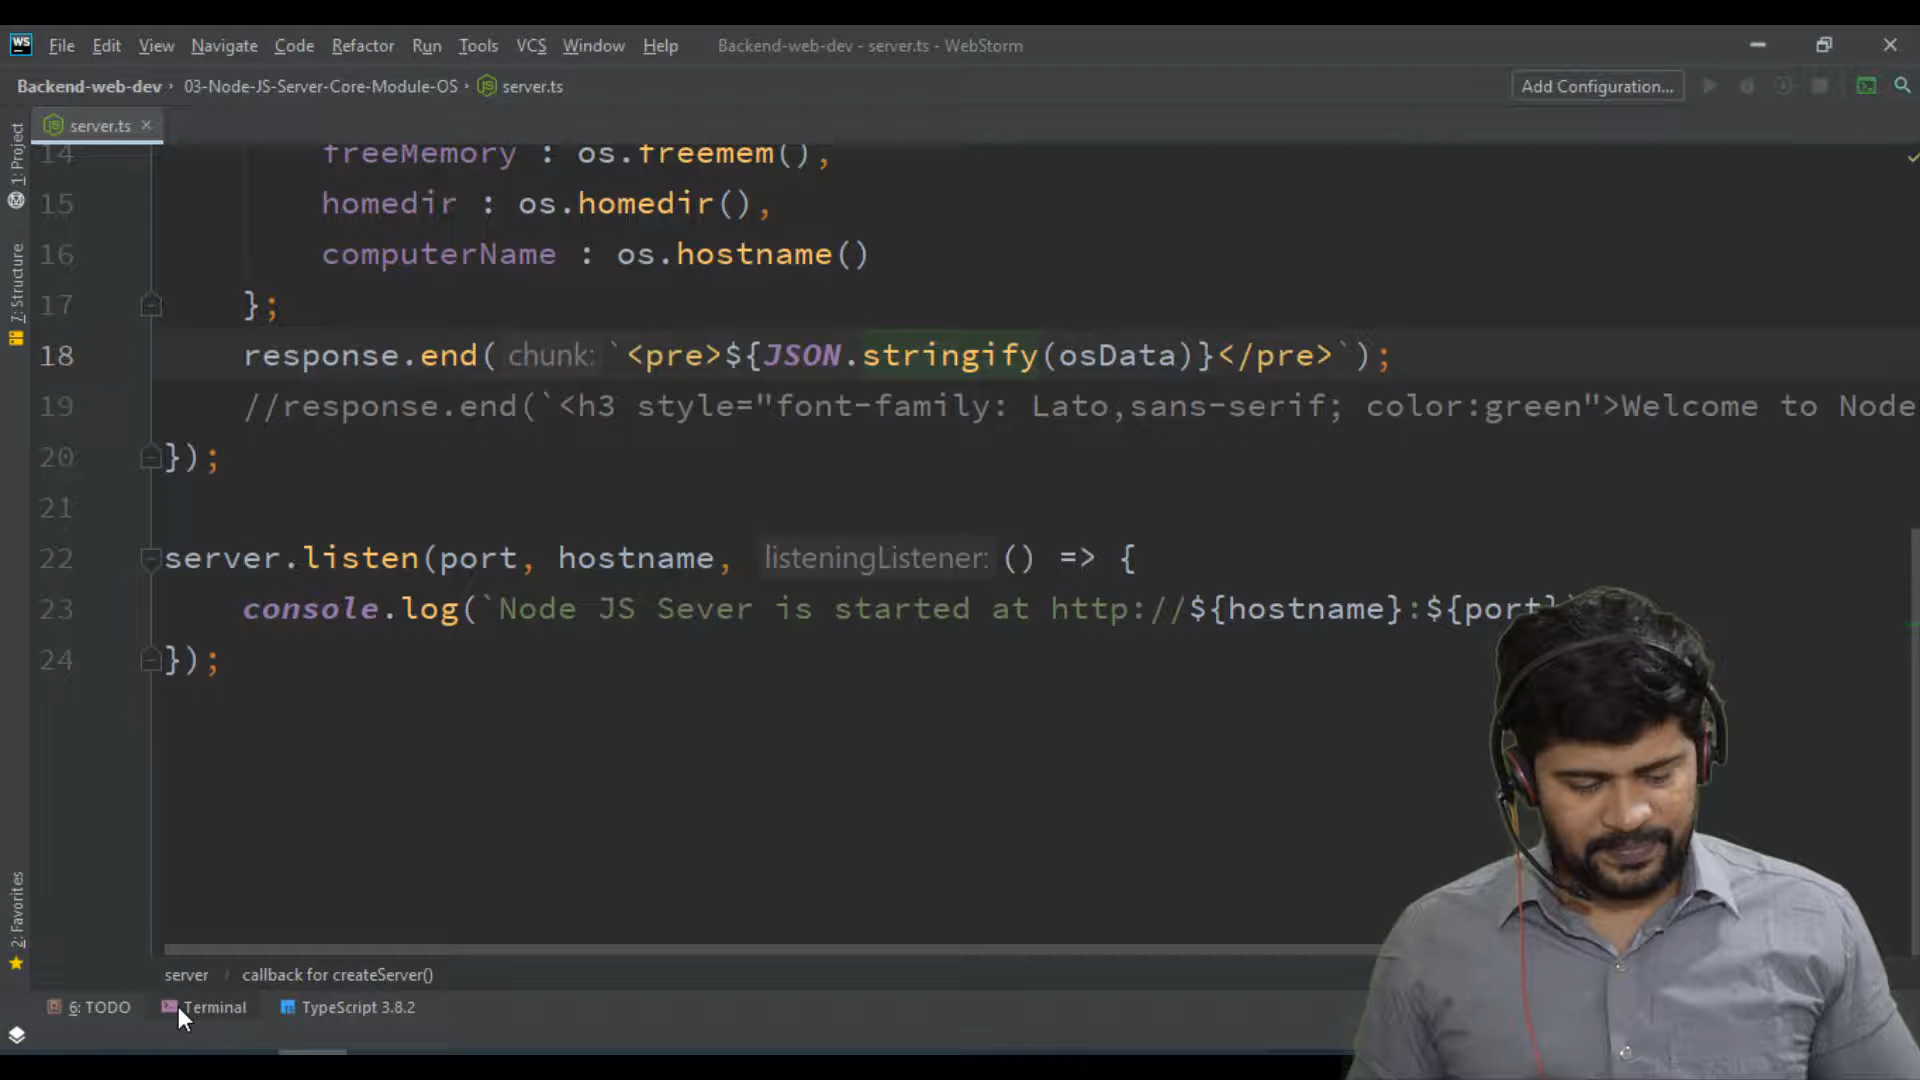 WS File Edit View Navigate Code Refactor Run Tools VCS Window Help Backend-web-dev - server.ts - WebStorm
Backend-web-dev › 03-Node-JS-Server-Core-Module-OS › server.ts Add Configuration...
server.ts
1: Project
7: Structure
2: Favorites
14 freeMemory : os.freemem(),
15 homedir : os.homedir(),
16 computerName : os.hostname()
17 };
18 response.end( chunk: `<pre>${JSON.stringify(osData)}</pre>`);
19 //response.end(`<h3 style="font-family: Lato,sans-serif; color:green">Welcome to Node
20 });
21
22 server.listen(port, hostname, listeningListener: () => {
23 console.log(`Node JS Sever is started at http://${hostname}:${port}`
24 });
server › callback for createServer()
6: TODO Terminal TypeScript 3.8.2